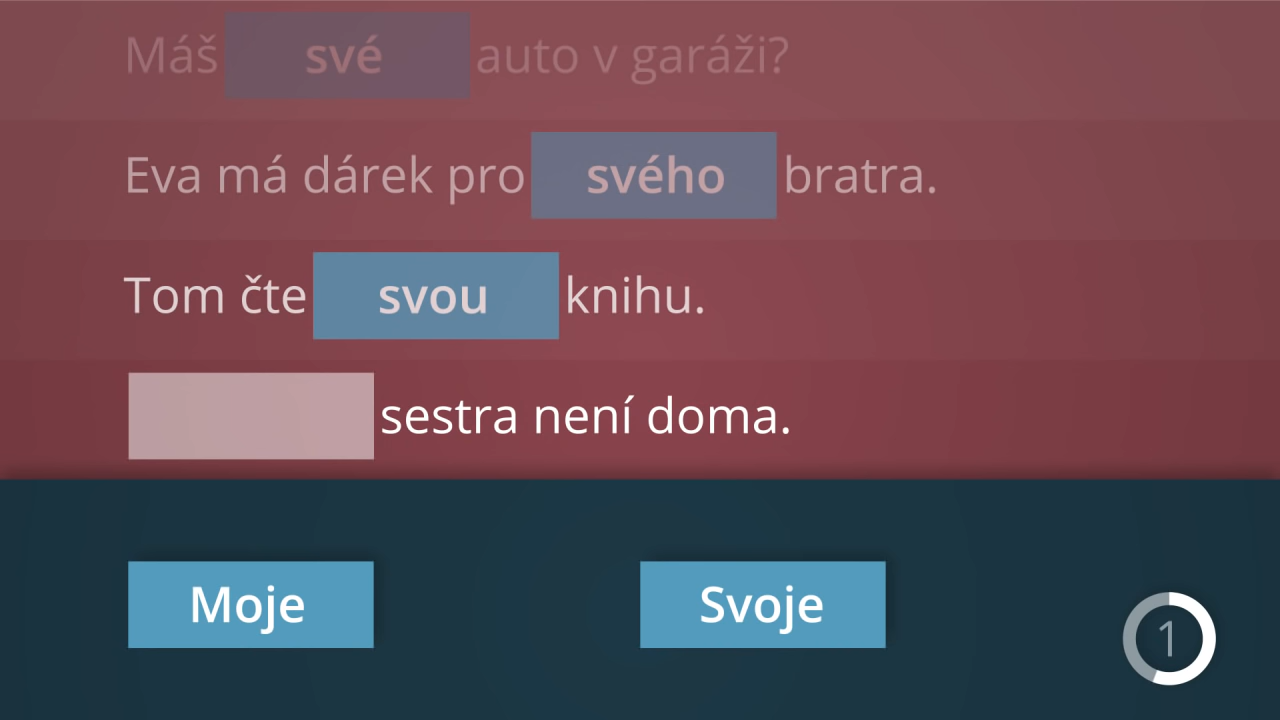 Máš své auto v garáži?
Eva má dárek pro svého bratra.
Tom čte svou knihu.
sestra není doma.
Moje
Svoje
1